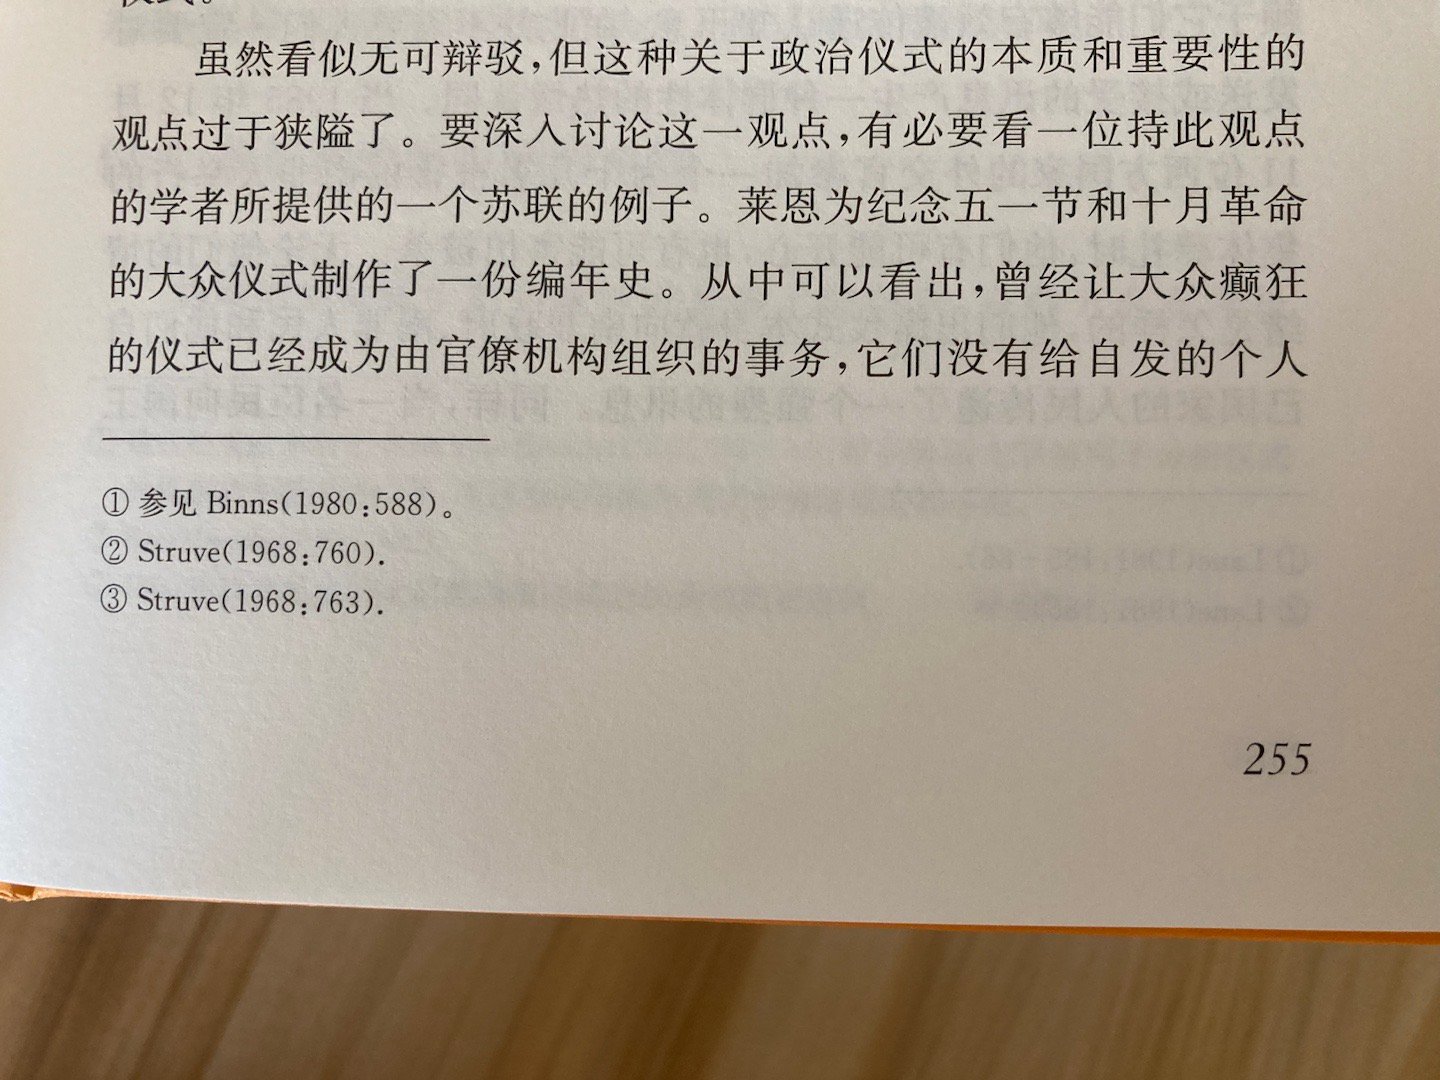 仪式。
虽然看似无可辩驳,但这种关于政治仪式的本质和重要性的
观点过于狭隘了。要深入讨论这一观点,有必要看一位持此观点
的学者所提供的一个苏联的例子。莱恩为纪念五一节和十月革命
的大众仪式制作了一份编年史。从中可以看出,曾经让大众癫狂
的仪式已经成为由官僚机构组织的事务,它们没有给自发的个人
① 参见 Binns(1980:588)。
② Struve(1968:760).
③ Struve(1968:763).
255